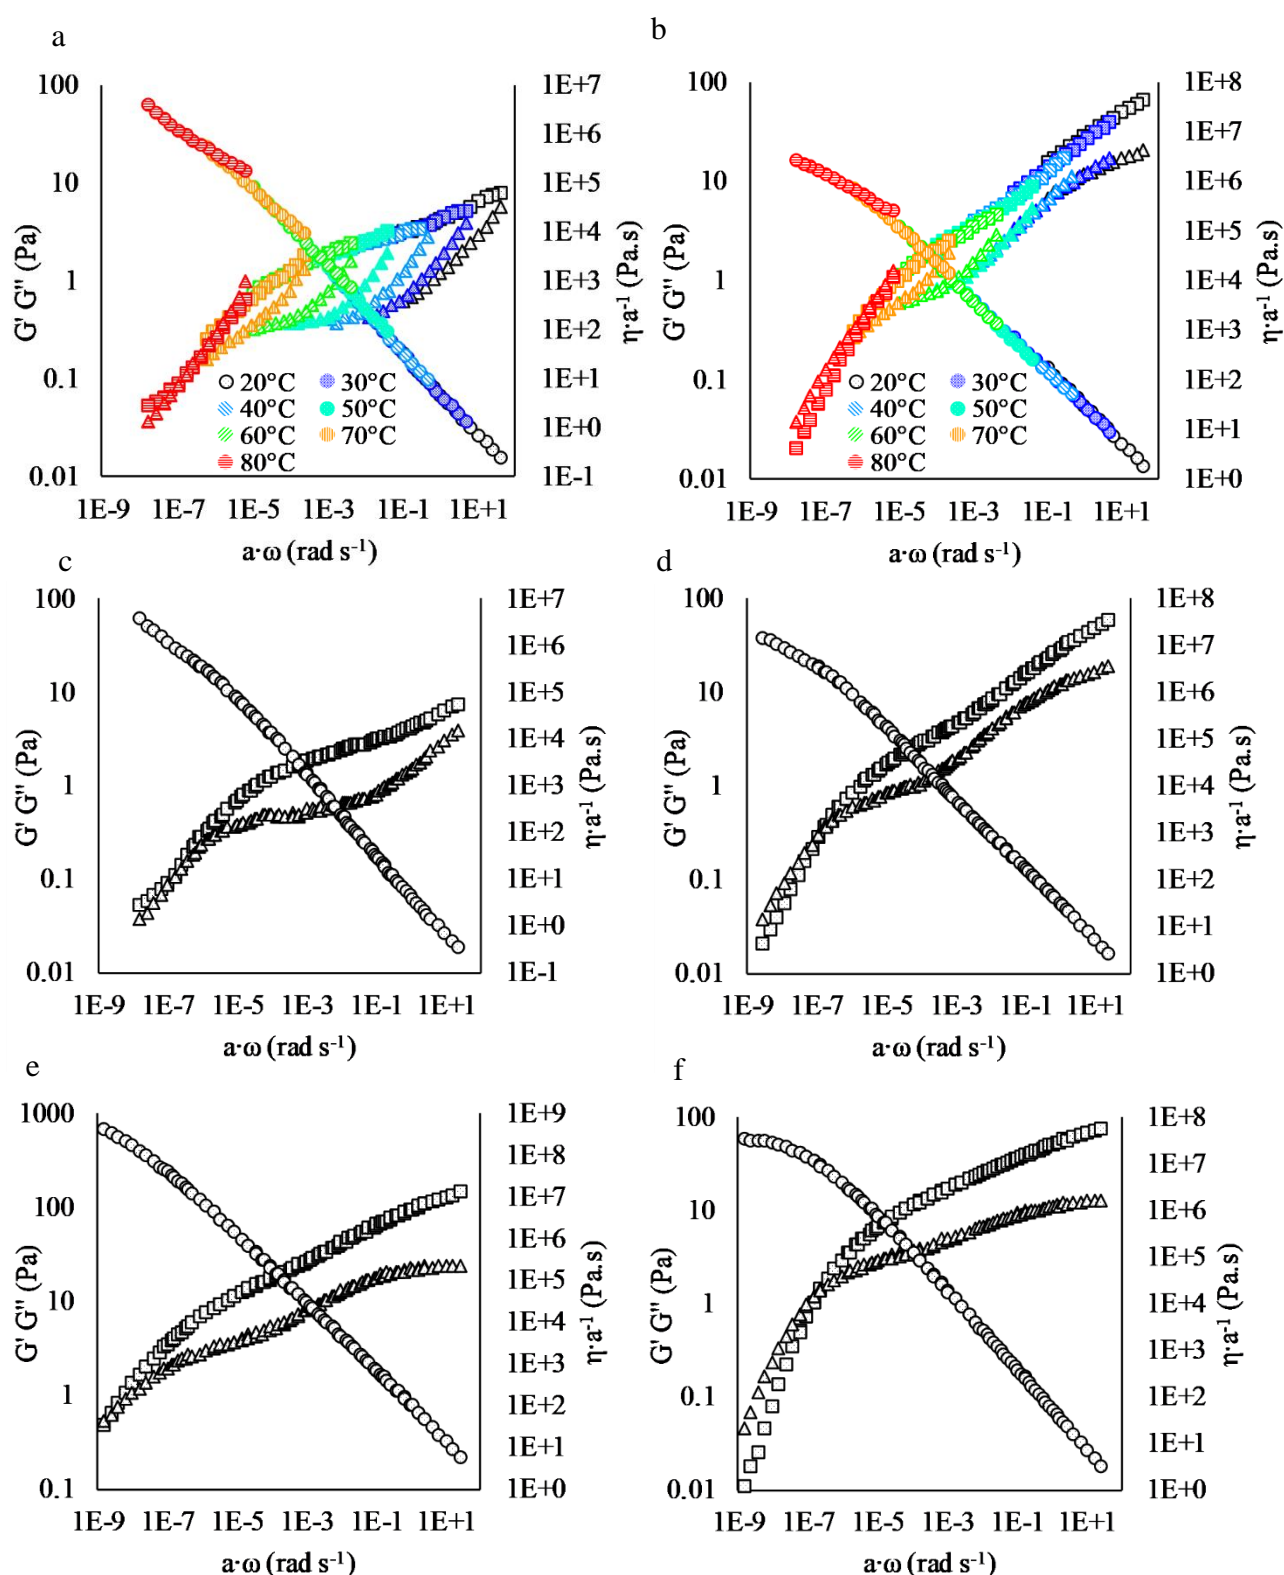 a
100
10
1
0.1
0.01
G' G'' (Pa)
1E+7
1E+6
1E+5
1E+4
1E+3
1E+2
1E+1
1E+0
1E-1
η·a⁻¹ (Pa.s)
20°C 30°C
40°C 50°C
60°C 70°C
80°C
1E-9 1E-7 1E-5 1E-3 1E-1 1E+1
a·ω (rad s⁻¹)
b
100
10
1
0.1
0.01
G' G'' (Pa)
1E+8
1E+7
1E+6
1E+5
1E+4
1E+3
1E+2
1E+1
1E+0
η·a⁻¹ (Pa.s)
20°C 30°C
40°C 50°C
60°C 70°C
80°C
1E-9 1E-7 1E-5 1E-3 1E-1 1E+1
a·ω (rad s⁻¹)
c
100
10
1
0.1
0.01
G' G'' (Pa)
1E+7
1E+6
1E+5
1E+4
1E+3
1E+2
1E+1
1E+0
1E-1
η·a⁻¹ (Pa.s)
1E-9 1E-7 1E-5 1E-3 1E-1 1E+1
a·ω (rad s⁻¹)
d
100
10
1
0.1
0.01
G' G'' (Pa)
1E+8
1E+7
1E+6
1E+5
1E+4
1E+3
1E+2
1E+1
1E+0
η·a⁻¹ (Pa.s)
1E-9 1E-7 1E-5 1E-3 1E-1 1E+1
a·ω (rad s⁻¹)
e
1000
100
10
1
0.1
G' G'' (Pa)
1E+9
1E+8
1E+7
1E+6
1E+5
1E+4
1E+3
1E+2
1E+1
1E+0
η·a⁻¹ (Pa.s)
1E-9 1E-7 1E-5 1E-3 1E-1 1E+1
a·ω (rad s⁻¹)
f
100
10
1
0.1
0.01
G' G'' (Pa)
1E+8
1E+7
1E+6
1E+5
1E+4
1E+3
1E+2
1E+1
1E+0
η·a⁻¹ (Pa.s)
1E-9 1E-7 1E-5 1E-3 1E-1 1E+1
a·ω (rad s⁻¹)